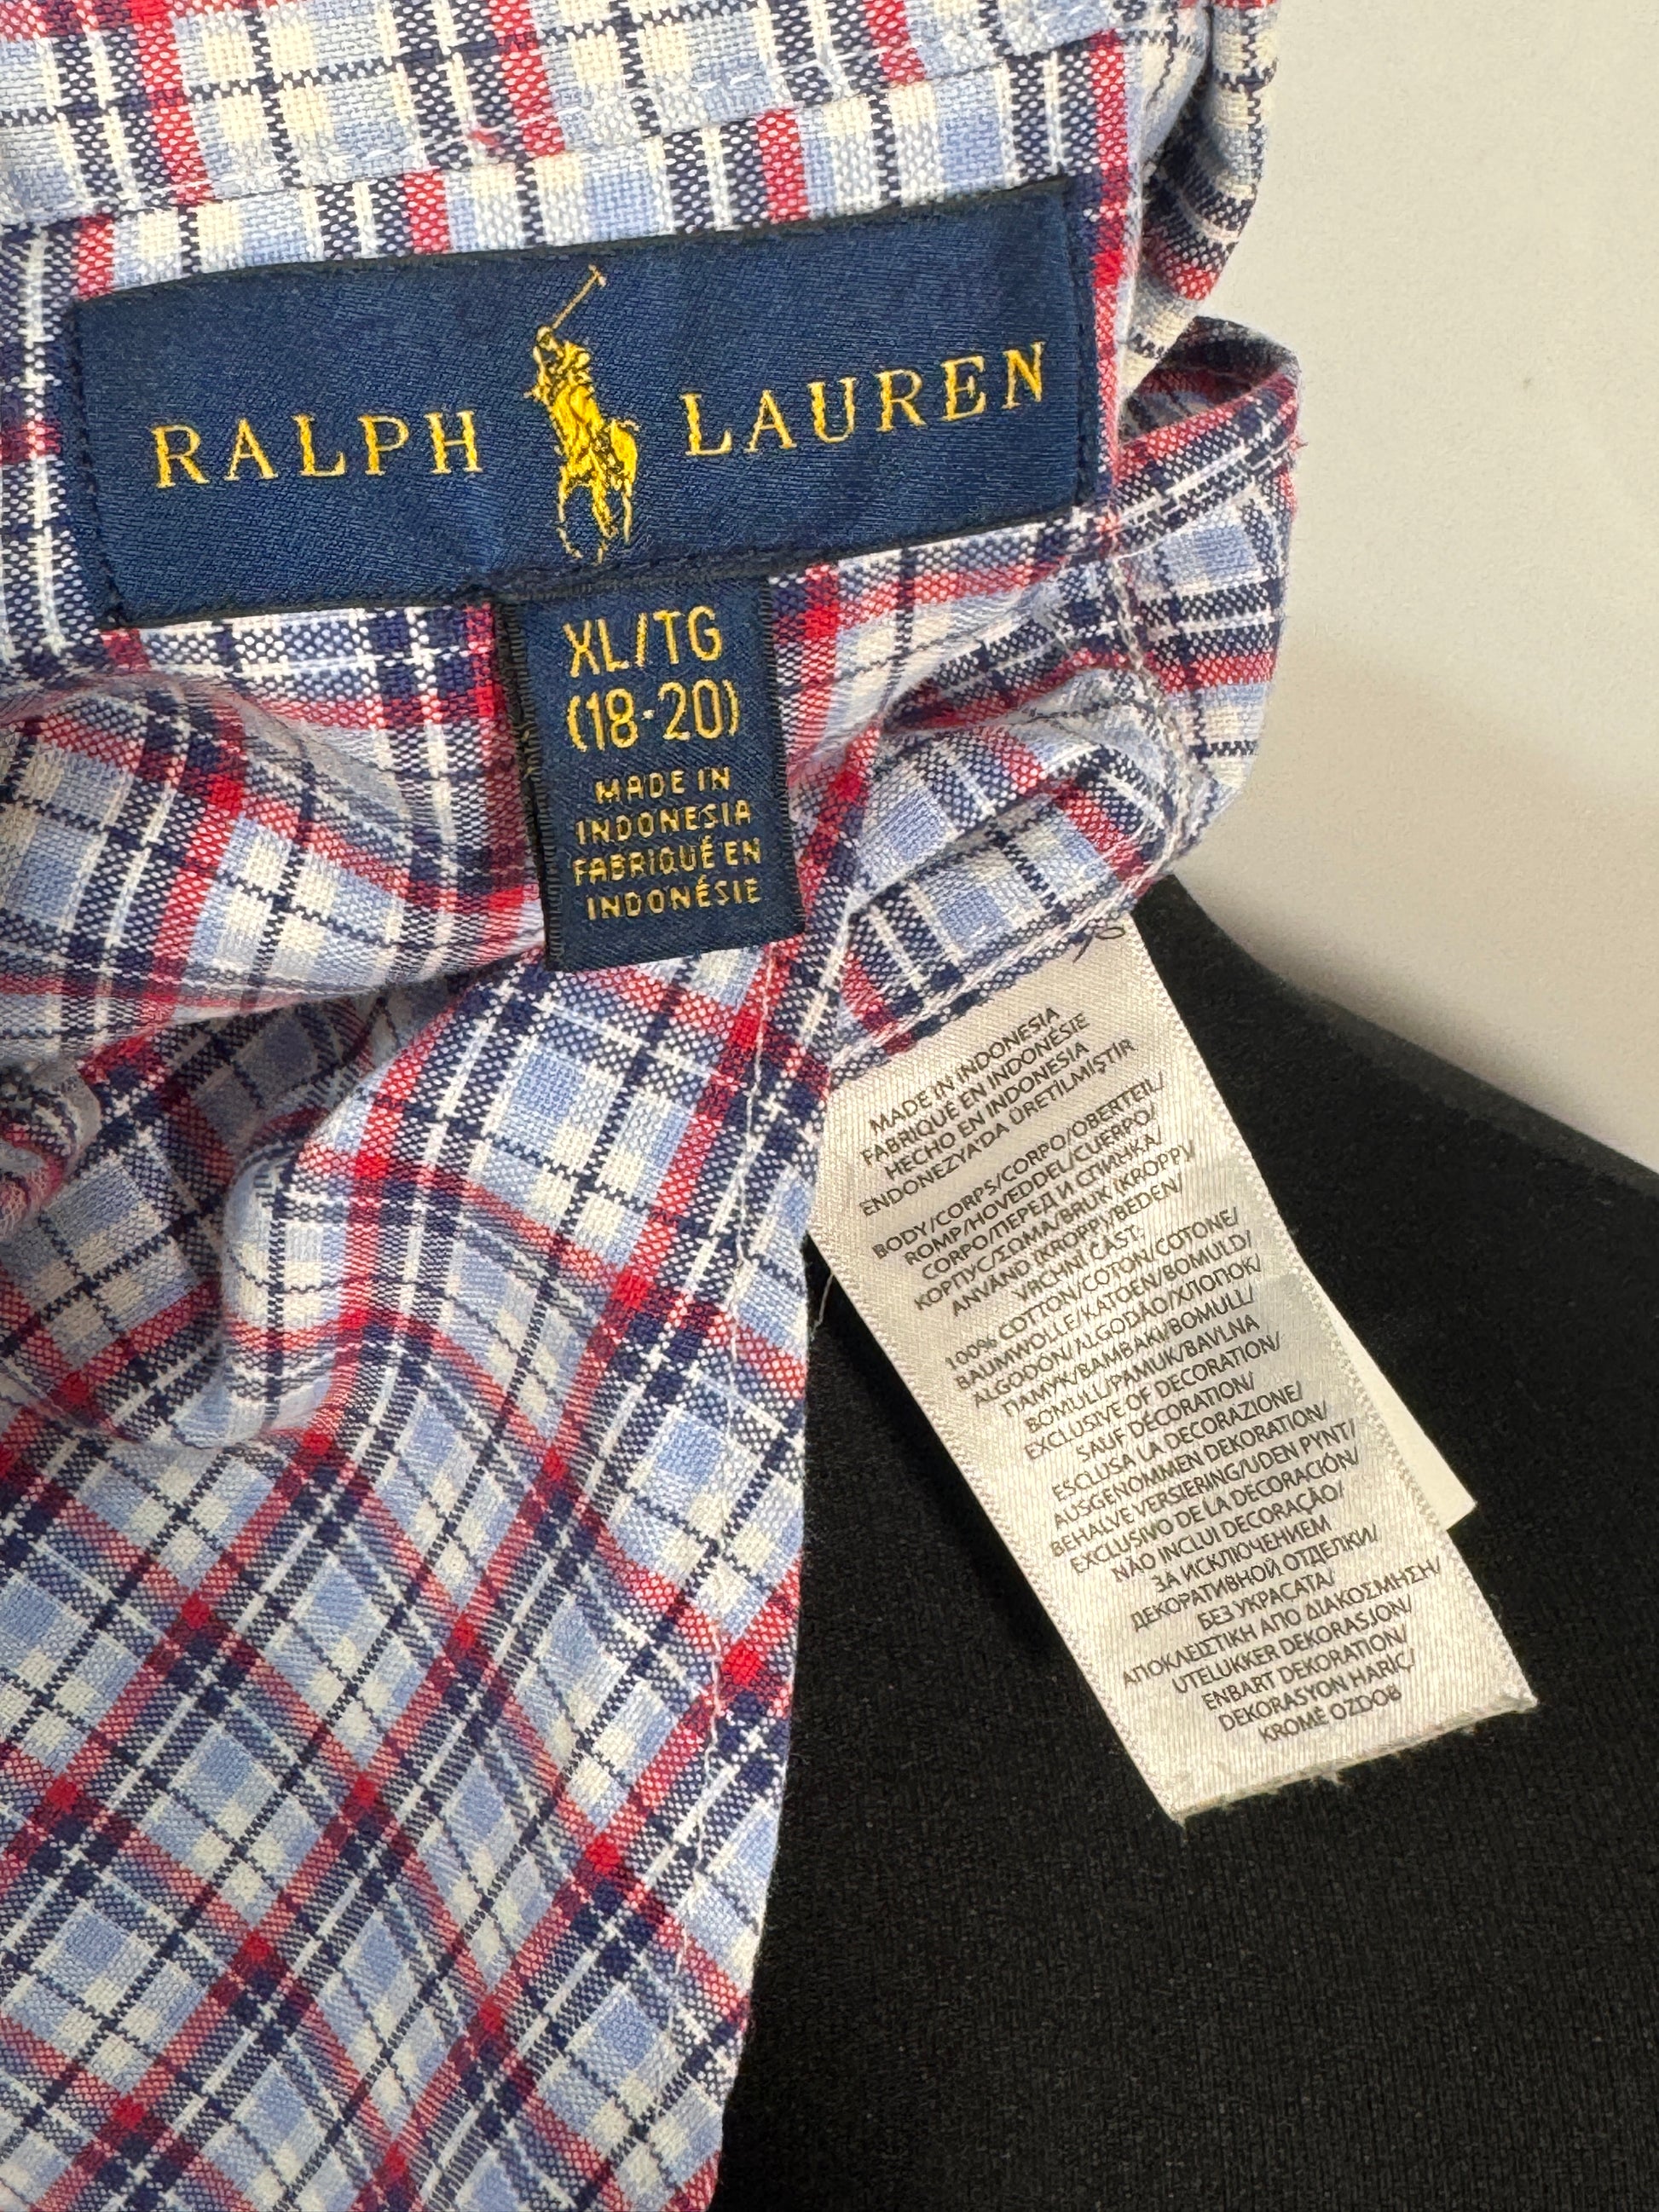 RALPH LAUREN
XL/TG
(18-20)
MADE IN
INDONESIA
FABRIQUÉ EN
INDONÉSIE
MADE IN INDONESIA
FABRIQUÉ EN INDONÉSIE
HECHO EN INDONESIA
ENDONEZYA'DA ÜRETİLMİŞTİR
BODY/CORPS/CORPO/OBERTEIL/
ROMP/HOVEDDEL/CUERPO/
CORPO/ПЕРЕД И СПИНКА/
КОРПУС/ΣΩΜΑ/BRUK (KROPP)/
ANVÄND (KROPP)/BEDEN/
VRCHNÍ ČÁST:
100% COTTON/COTON/COTONE/
BAUMWOLLE/KATOEN/BOMULD/
ALGODÓN/ALGODÃO/ХЛОПОК/
ПАМУК/ΒΑΜΒΑΚΙ/BOMULL/
BOMULL/PAMUK/BAVLNA
EXCLUSIVE OF DECORATION/
SAUF DÉCORATION/
ESCLUSA LA DECORAZIONE/
AUSGENOMMEN DEKORATION/
BEHALVE VERSIERING/UDEN PYNT/
EXCLUSIVO DE LA DECORACIÓN/
NÃO INCLUI DECORAÇÃO/
ЗА ИСКЛЮЧЕНИЕМ
ДЕКОРАТИВНОЙ ОТДЕЛКИ/
БЕЗ УКРАСАТА/
ΑΠΟΚΛΕΙΣΤΙΚΗ ΑΠΟ ΔΙΑΚΟΣΜΗΣΗ/
UTELUKKER DEKORASJON/
ENBART DEKORATION/
DEKORASYON HARİÇ/
KROMĚ OZDOB